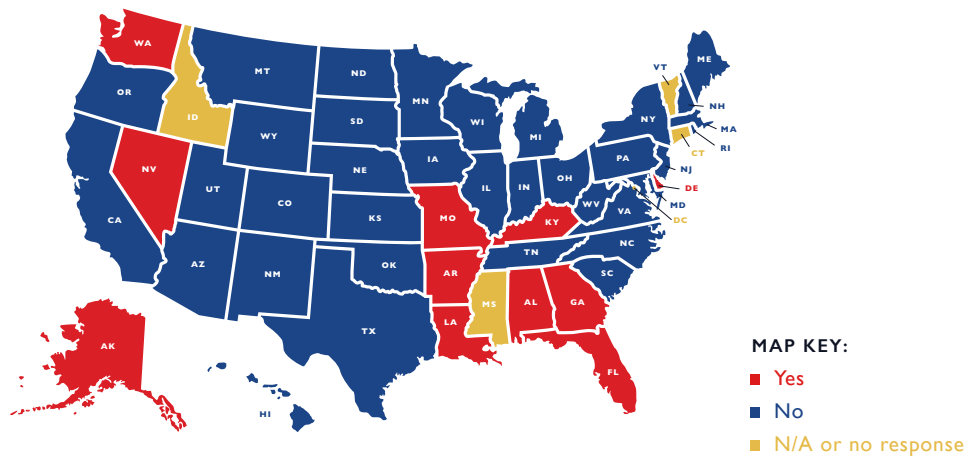 WA
OR
CA
NV
ID
MT
WY
UT
AZ
CO
NM
ND
SD
NE
KS
OK
TX
MN
IA
MO
AR
LA
WI
IL
MS
MI
IN
KY
TN
AL
OH
WV
GA
FL
SC
NC
VA
PA
NY
VT
ME
NH
MA
RI
CT
NJ
DE
MD
DC
AK
HI
MAP KEY:
Yes
No
N/A or no response